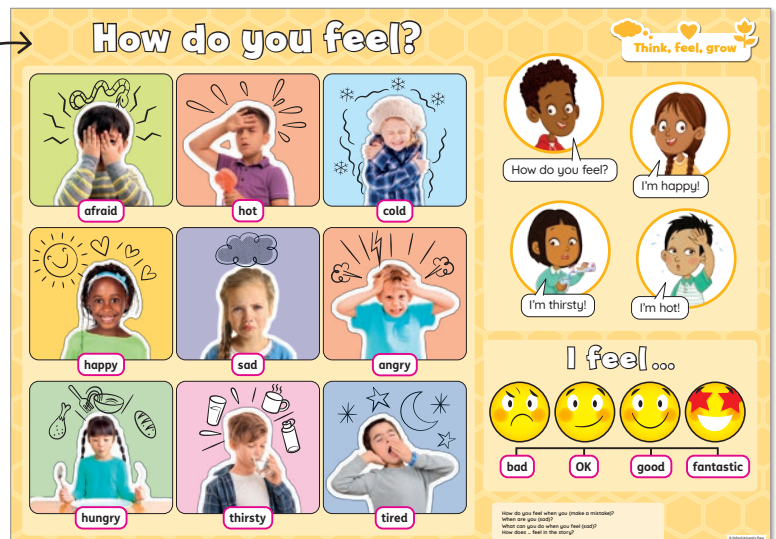 How do you feel?
Think, feel, grow
afraid
hot
cold
happy
sad
angry
hungry
thirsty
tired
How do you feel?
I'm happy!
I'm thirsty!
I'm hot!
I feel...
bad
OK
good
fantastic
How do you feel when you (make a mistake)?
When are you (sad)?
What can you do when you feel (sad)?
How does ... feel in the story?